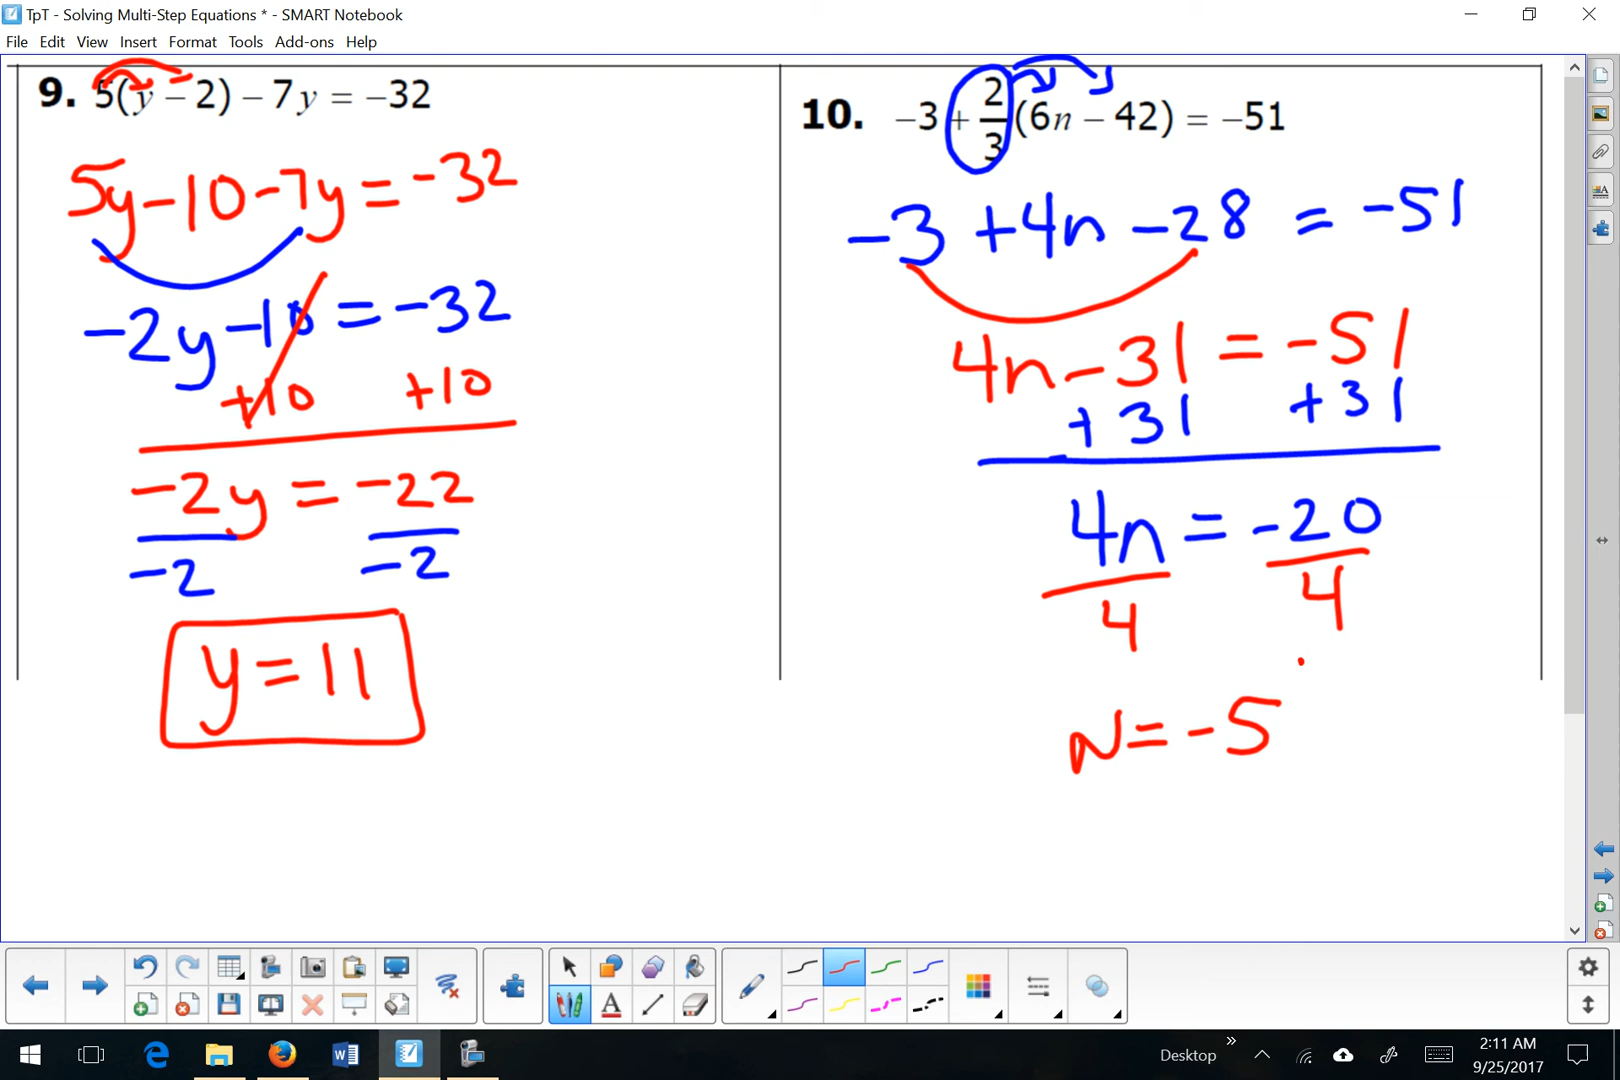 TpT - Solving Multi-Step Equations * - SMART Notebook
File Edit View Insert Format Tools Add-ons Help
9. 5(y − 2) − 7y = −32
5y−10−7y=−32
−2y−10=−32
+10 +10
−2y=−22
−2 −2
y=11
10. −3 + 2/3 (6n − 42) = −51
−3 +4n −28 = −51
4n−31 = −51
+31 +31
4n = −20
4 4
N=−5
A
Desktop
2:11 AM
9/25/2017